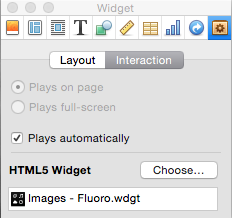 Widget
Layout Interaction
Plays on page
Plays full-screen
Plays automatically
HTML5 Widget Choose...
Images - Fluoro.wdgt